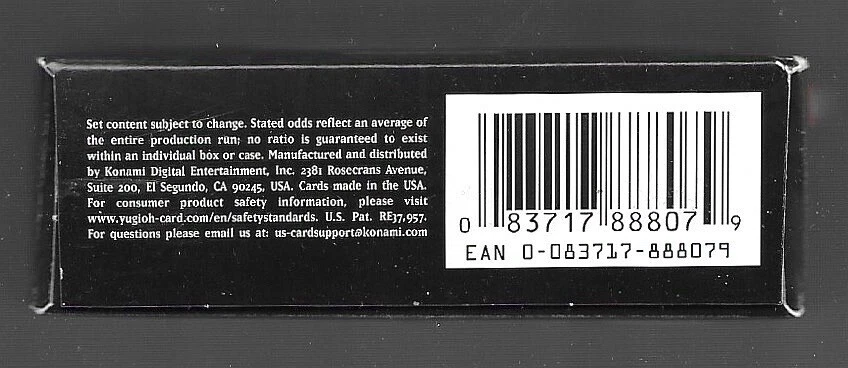 Set content subject to change. Stated odds reflect an average of
the entire production run; no ratio is guaranteed to exist
within an individual box or case. Manufactured and distributed
by Konami Digital Entertainment, Inc. 2381 Rosecrans Avenue,
Suite 200, El Segundo, CA 90245, USA. Cards made in the USA.
For consumer product safety information, please visit
www.yugioh-card.com/en/safetystandards. U.S. Pat. RE37,957.
For questions please email us at: us-cardsupport@konami.com
0 83717 88807 9
EAN 0-083717-888079